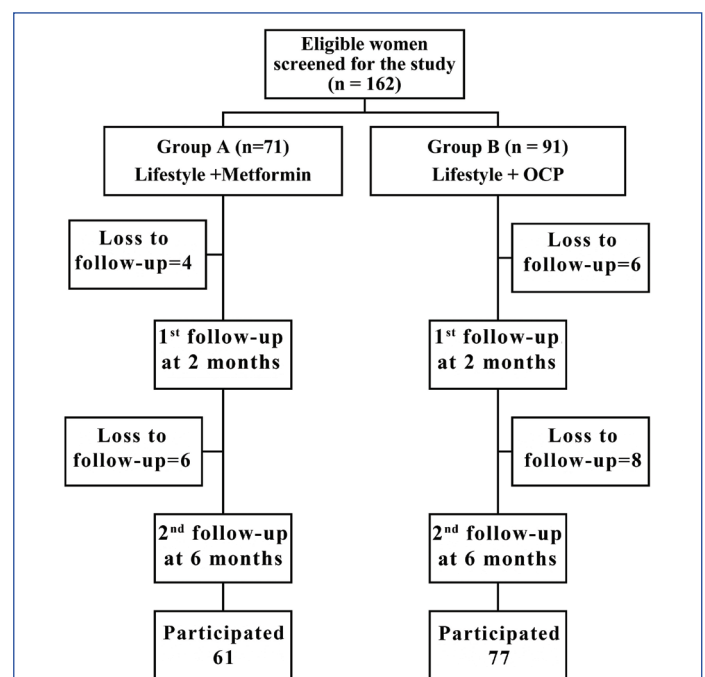 Eligible women
screened for the study
(n = 162)
Group A (n=71)
Lifestyle +Metformin
Group B (n = 91)
Lifestyle + OCP
Loss to
follow-up=4
Loss to
follow-up=6
1st follow-up
at 2 months
1st follow-up
at 2 months
Loss to
follow-up=6
Loss to
follow-up=8
2nd follow-up
at 6 months
2nd follow-up
at 6 months
Participated
61
Participated
77